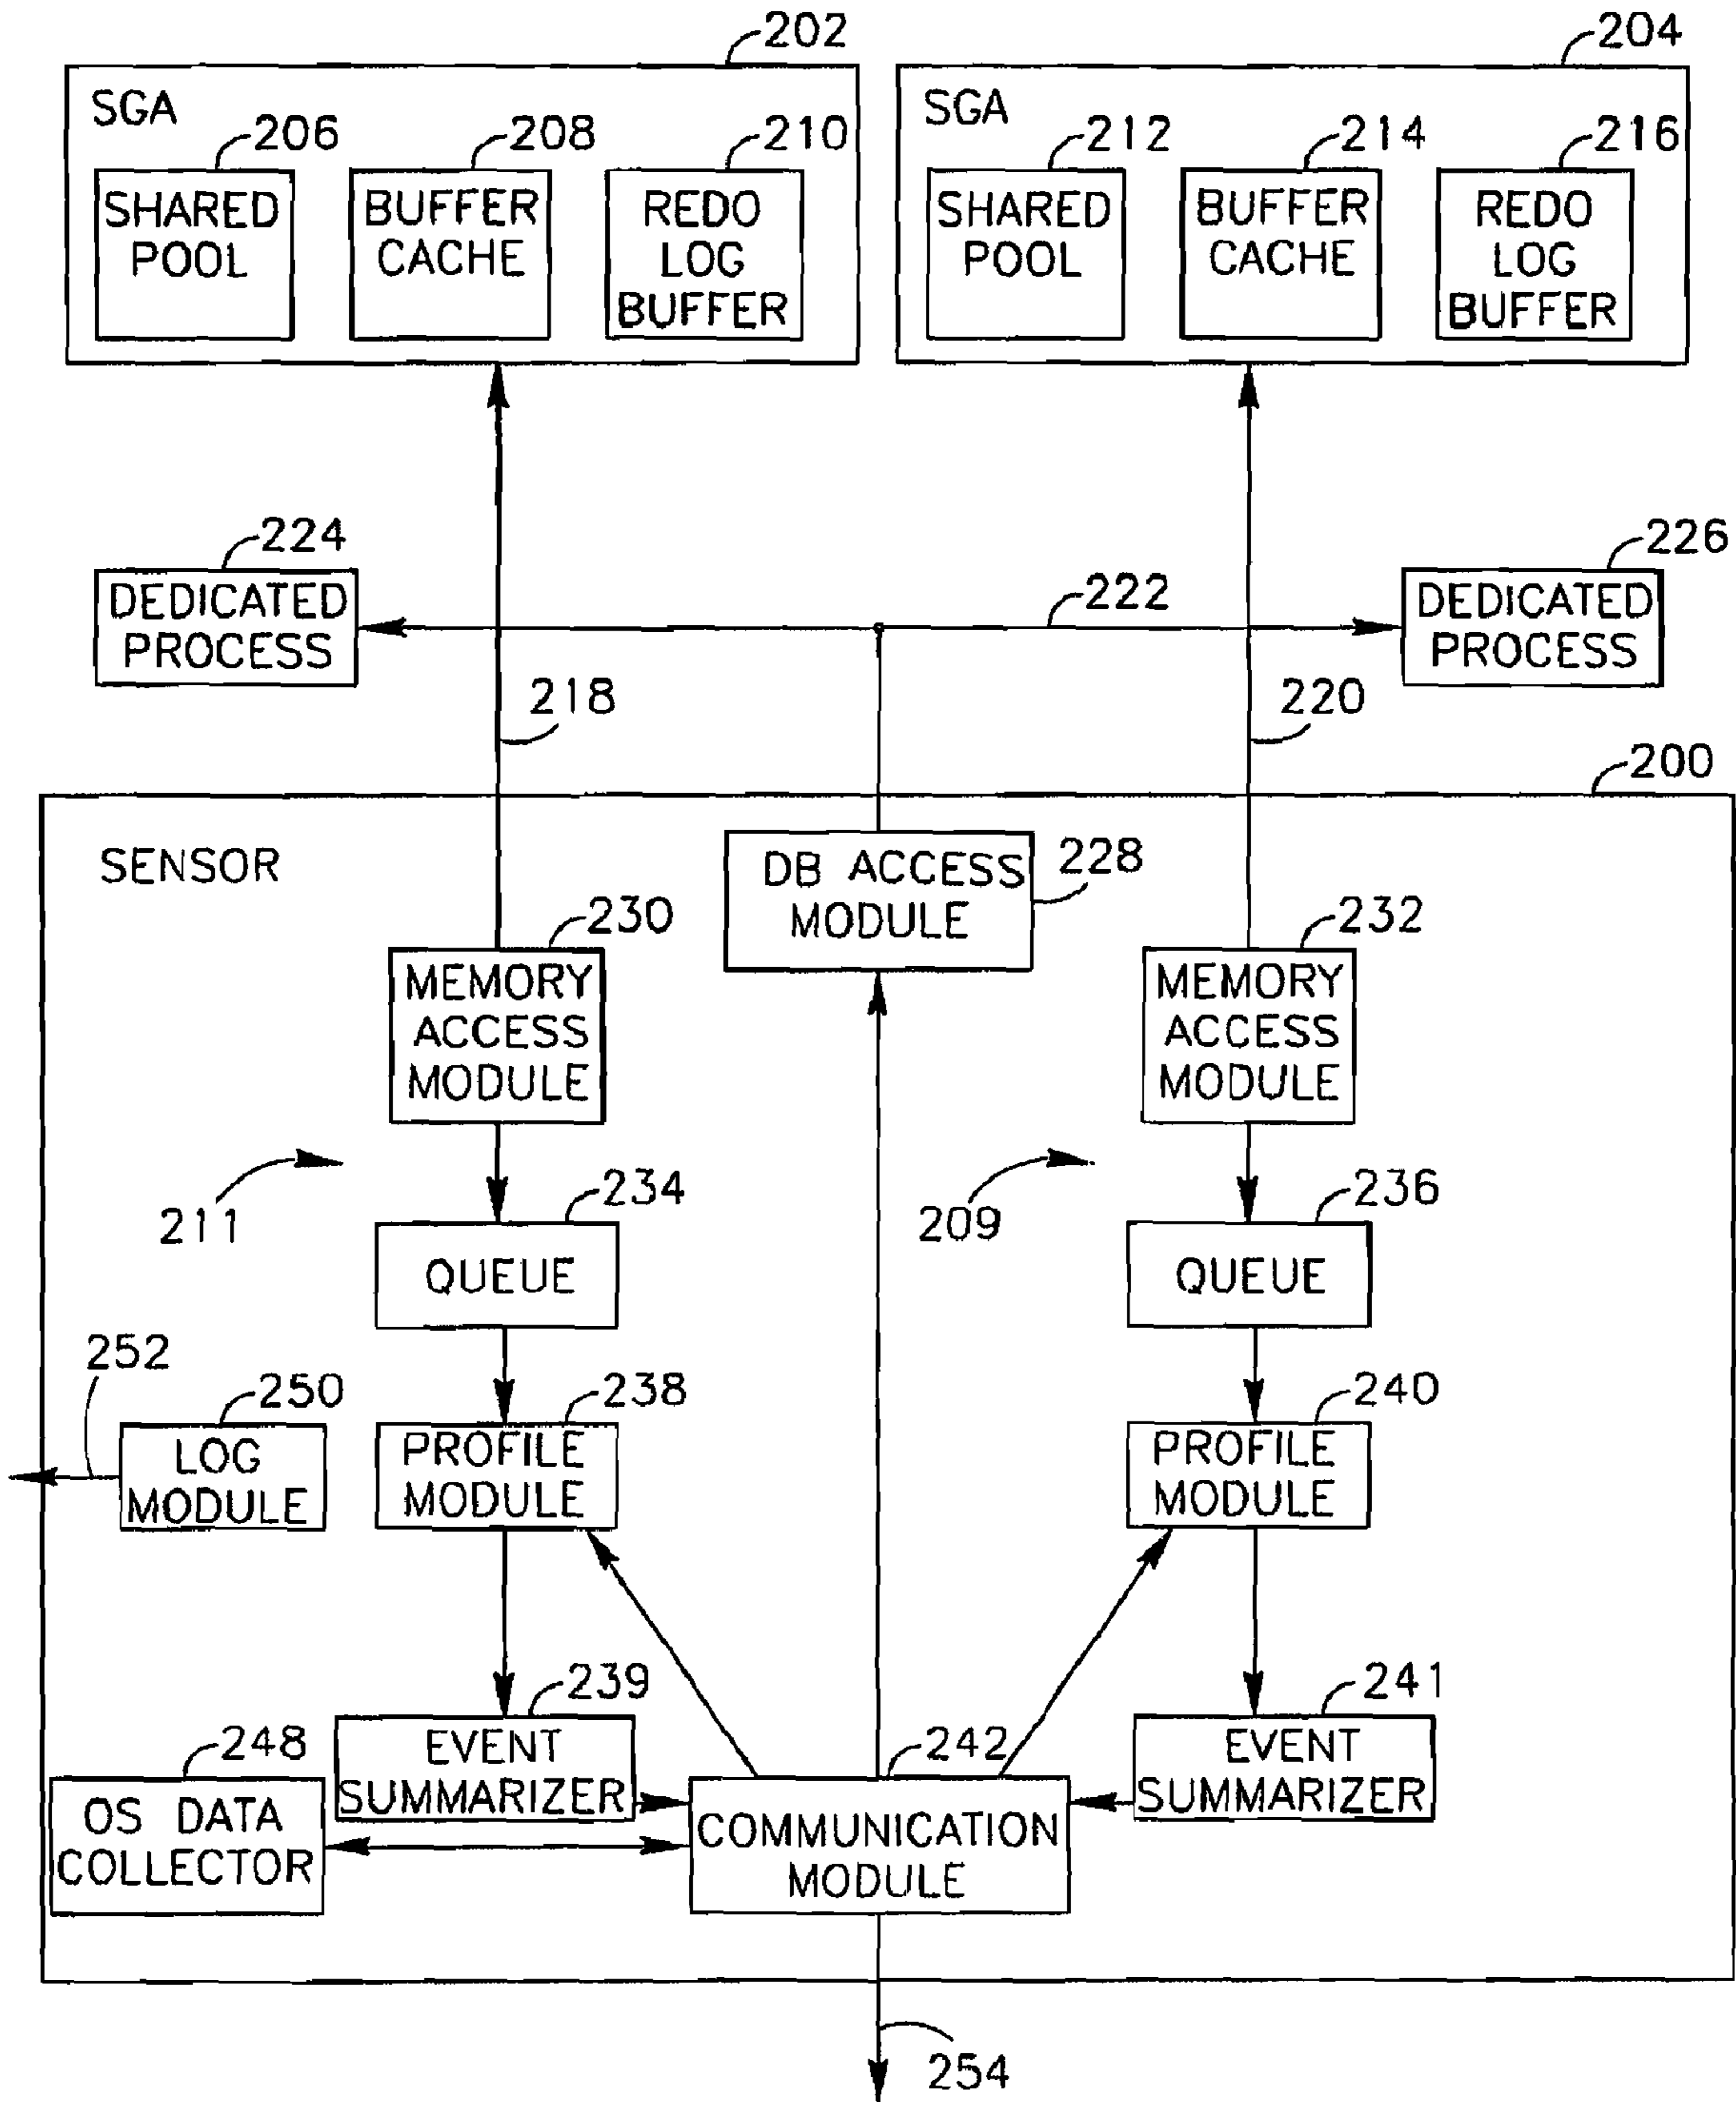 202
204
SGA
SGA
206
208
210
212
214
216
SHARED
POOL
BUFFER
CACHE
REDO
LOG
BUFFER
SHARED
POOL
BUFFER
CACHE
REDO
LOG
BUFFER
224
226
DEDICATED
PROCESS
222
DEDICATED
PROCESS
218
220
200
SENSOR
DB ACCESS
MODULE
228
230
232
MEMORY
ACCESS
MODULE
MEMORY
ACCESS
MODULE
211
234
209
236
QUEUE
QUEUE
252
250
238
240
LOG
MODULE
PROFILE
MODULE
PROFILE
MODULE
239
241
248
EVENT
SUMMARIZER
242
EVENT
SUMMARIZER
OS DATA
COLLECTOR
COMMUNICATION
MODULE
254